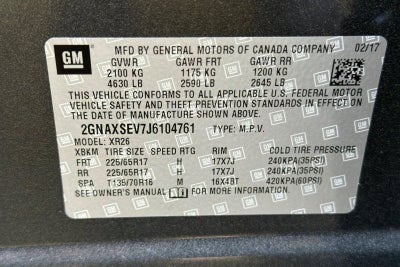 GM
MFD BY GENERAL MOTORS OF CANADA COMPANY 02/17
GVWR GAWR FRT GAWR RR
2100 KG 1175 KG 1200 KG
4630 LB 2590 LB 2645 LB
THIS VEHICLE CONFORMS TO ALL APPLICABLE U.S. FEDERAL MOTOR
VEHICLE SAFETY AND THEFT PREVENTION STANDARDS IN EFFECT ON
THE DATE OF MANUFACTURE SHOWN ABOVE.
2GNAXSEV7J6104761 TYPE: M.P.V.
MODEL: XR26
XBKM TIRE SIZE SPEED RTG RIM COLD TIRE PRESSURE
FRT 225/65R17 H 17X7J 240KPA(35PSI)
RR 225/65R17 H 17X7J 240KPA(35PSI)
SPA T135/70R16 M 16X4BT 420KPA(60PSI)
SEE OWNER'S MANUAL FOR MORE INFORMATION.